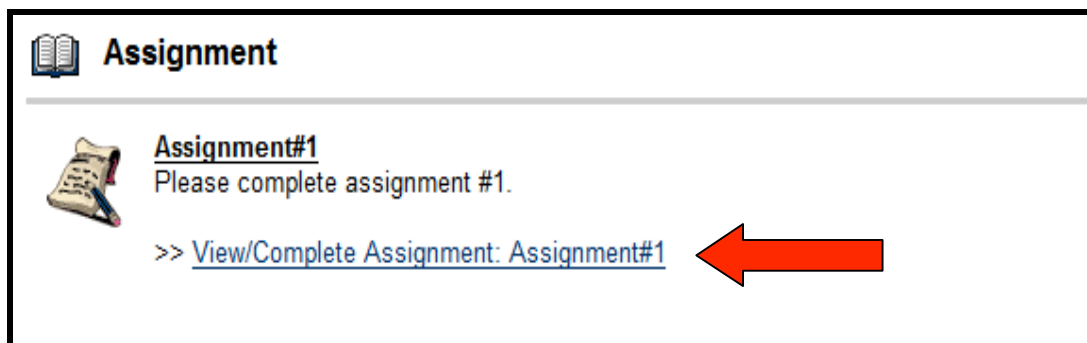 Assignment
Assignment#1
Please complete assignment #1.
>> View/Complete Assignment: Assignment#1